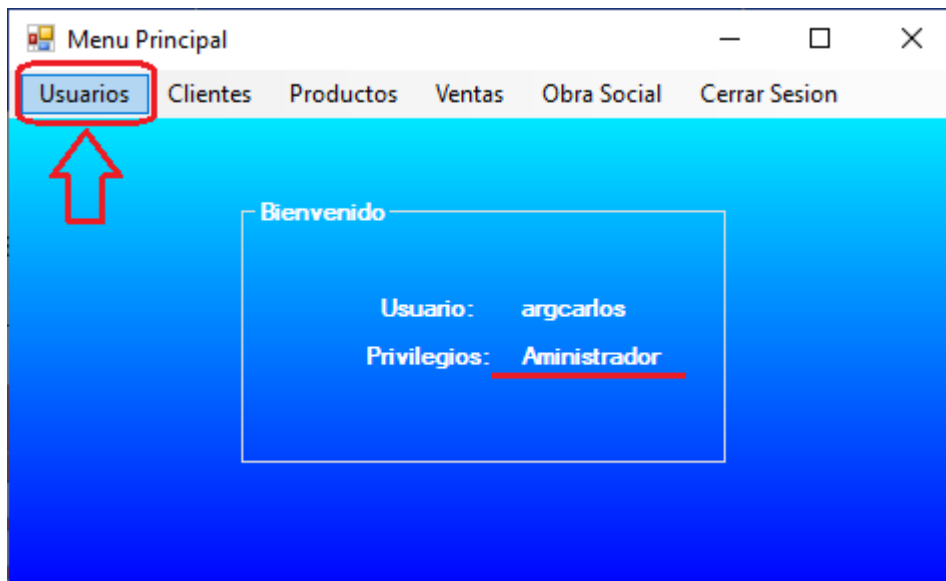 Menu Principal
Usuarios Clientes Productos Ventas Obra Social Cerrar Sesion
Bienvenido
Usuario: argcarlos
Privilegios: Aministrador